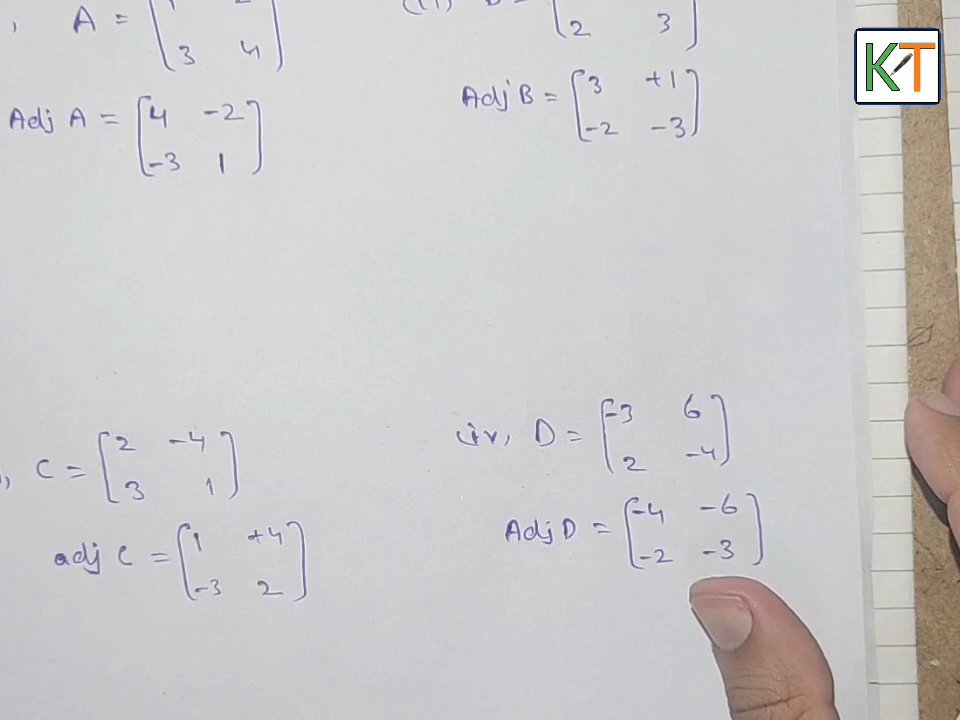 , A = [
3 4]
(ii)
2 3]
KT
Adj A = [4 -2
-3 1]
Adj B = [3 +1
-2 -3]
, C = [2 -4
3 1]
adj C = [1 +4
-3 2]
iv, D = [-3 6
2 -4]
Adj D = [-4 -6
-2 -3]